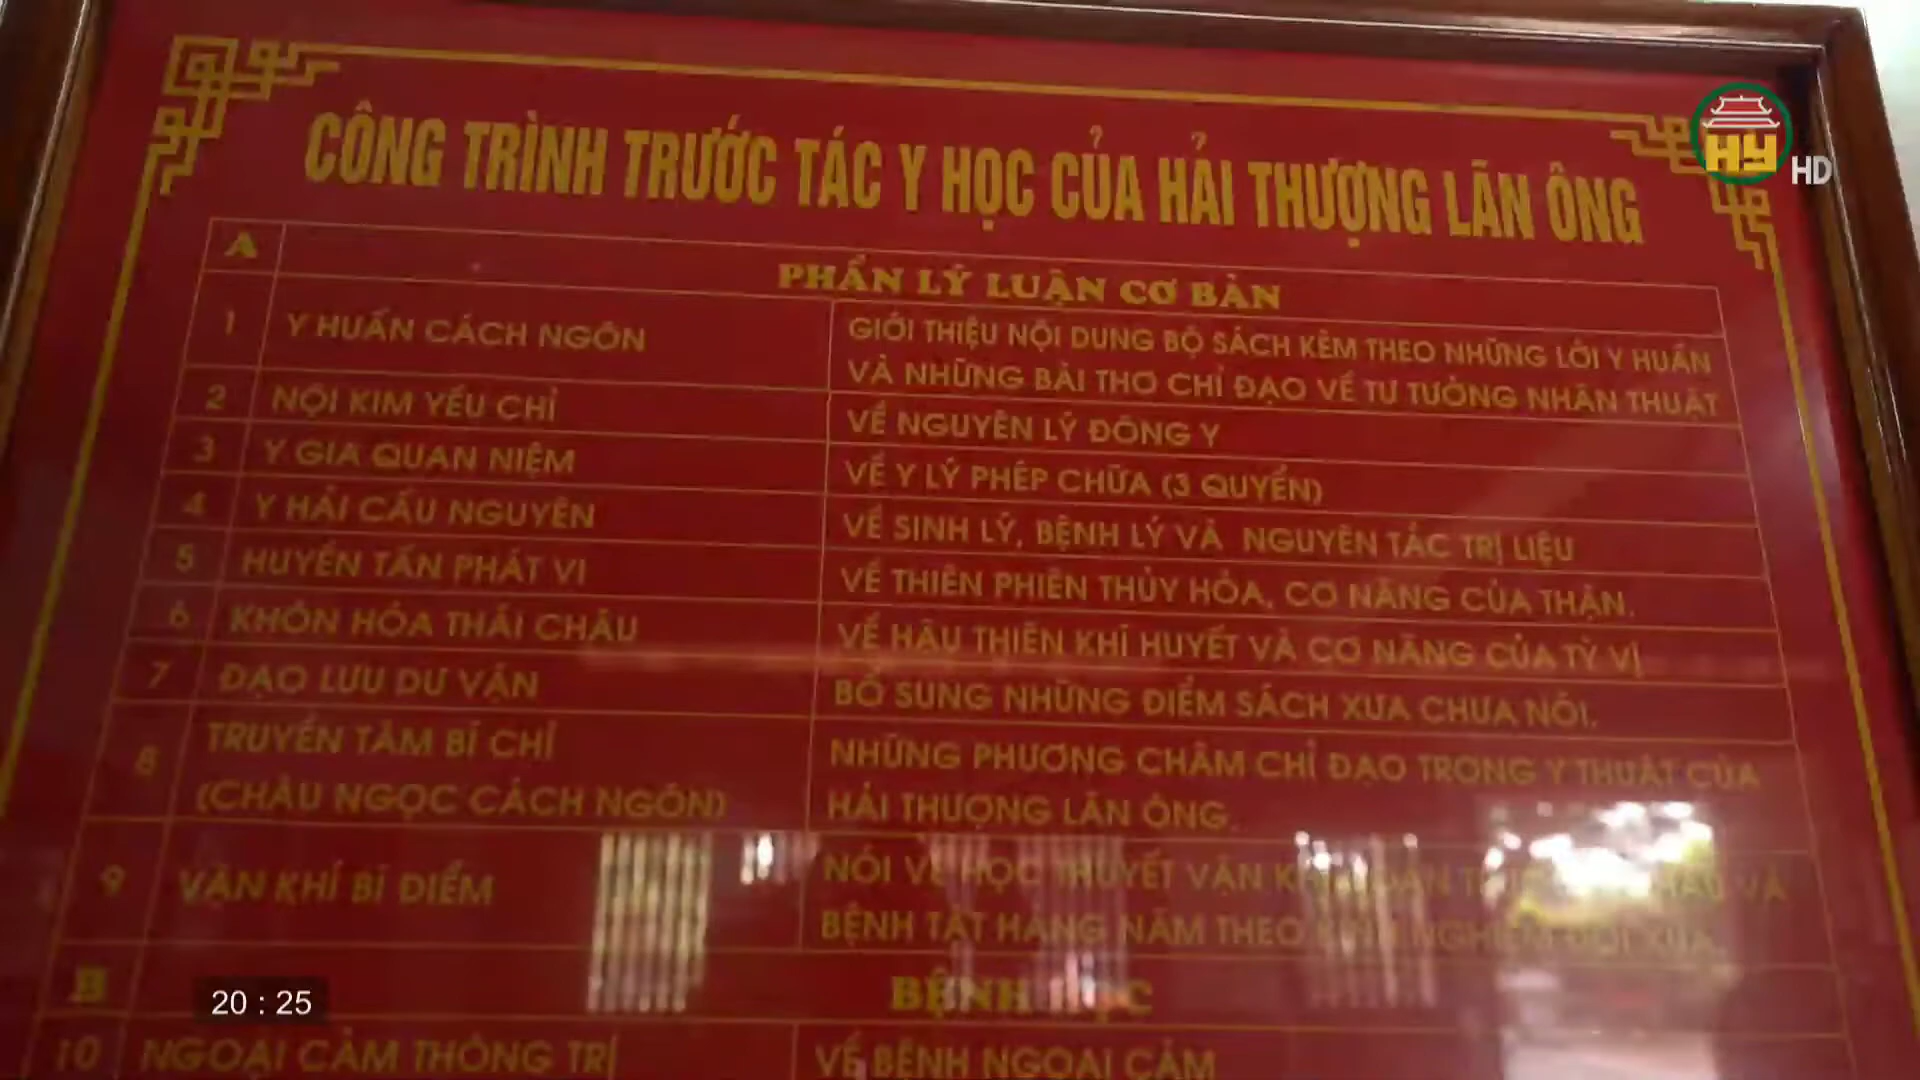 CÔNG TRÌNH TRƯỚC TÁC Y HỌC CỦA HẢI THƯỢNG LÃN ÔNG
HY HD
A
PHẦN LÝ LUẬN CƠ BẢN
1 Y HUẤN CÁCH NGÔN
GIỚI THIỆU NỘI DUNG BỘ SÁCH KÈM THEO NHỮNG LỜI Y HUẤN
VÀ NHỮNG BÀI THƠ CHỈ ĐẠO VỀ TƯ TƯỞNG NHÂN THUẬT
2 NỘI KIM YẾU CHỈ VỀ NGUYÊN LÝ ĐÔNG Y
3 Y GIA QUAN NIỆM VỀ Y LÝ PHÉP CHỮA (3 QUYỂN)
4 Y HẢI CẦU NGUYÊN VỀ SINH LÝ, BỆNH LÝ VÀ NGUYÊN TẮC TRỊ LIỆU
5 HUYỀN TẪN PHÁT VI VỀ THIÊN PHIÊN THỦY HỎA, CƠ NĂNG CỦA THẬN.
6 KHÔN HÓA THÁI CHÂU VỀ HẬU THIÊN KHÍ HUYẾT VÀ CƠ NĂNG CỦA TỲ VỊ
7 ĐẠO LƯU DƯ VẬN BỔ SUNG NHỮNG ĐIỂM SÁCH XƯA CHƯA NÓI.
8 TRUYỀN TÂM BÍ CHỈ
(CHÂU NGỌC CÁCH NGÔN)
NHỮNG PHƯƠNG CHÂM CHỈ ĐẠO TRONG Y THUẬT CỦA
HẢI THƯỢNG LÃN ÔNG.
9 VẬN KHÍ BÍ ĐIỂM
NÓI VỀ HỌC THUYẾT VẬN VÀ
BỆNH TẬT HÀNG NĂM THEO XƯA.
B
BỆNH HỌC
10 NGOẠI CẢM THÔNG TRỊ VỀ BỆNH NGOẠI CẢM
20 : 25